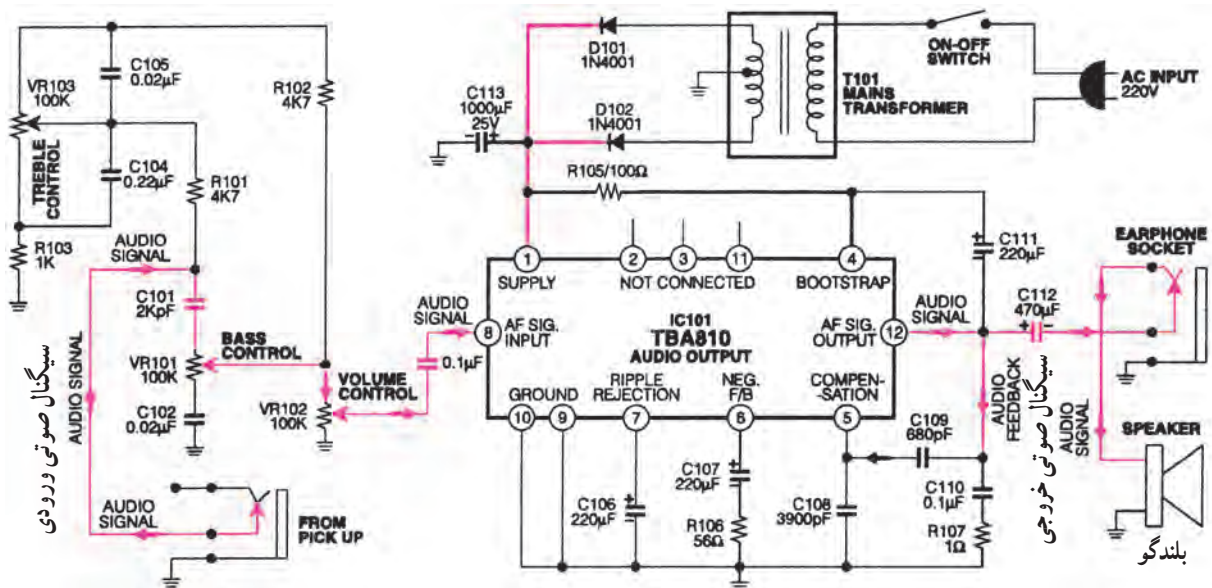 C105
0.02µF
VR103
100K
TREBLE
CONTROL
C104
0.22µF
R102
4K7
R101
4K7
R103
1K
AUDIO
SIGNAL
C101
2KpF
BASS
CONTROL
VR101
100K
C102
0.02µF
VOLUME
CONTROL
VR102
100K
AUDIO SIGNAL
سیگنال صوتی ورودی
AUDIO
SIGNAL
FROM
PICK UP
AUDIO
SIGNAL
0.1µF
D101
1N4001
C113
1000µF
25V
D102
1N4001
T101
MAINS
TRANSFORMER
ON-OFF
SWITCH
AC INPUT
220V
R105/100Ω
1
2
3
11
4
SUPPLY
NOT CONNECTED
BOOTSTRAP
8
AF SIG.
INPUT
IC101
TBA810
AUDIO OUTPUT
AF SIG.
OUTPUT
12
GROUND
RIPPLE
REJECTION
NEG.
F/B
COMPEN-
SATION
10
9
7
6
5
C111
220µF
AUDIO
SIGNAL
C112
470µF
EARPHONE
SOCKET
AUDIO
FEEDBACK
سیگنال صوتی خروجی
AUDIO
SIGNAL
C109
680pF
C107
220µF
C106
220µF
R106
56Ω
C108
3900pF
C110
0.1µF
R107
1Ω
SPEAKER
بلندگو